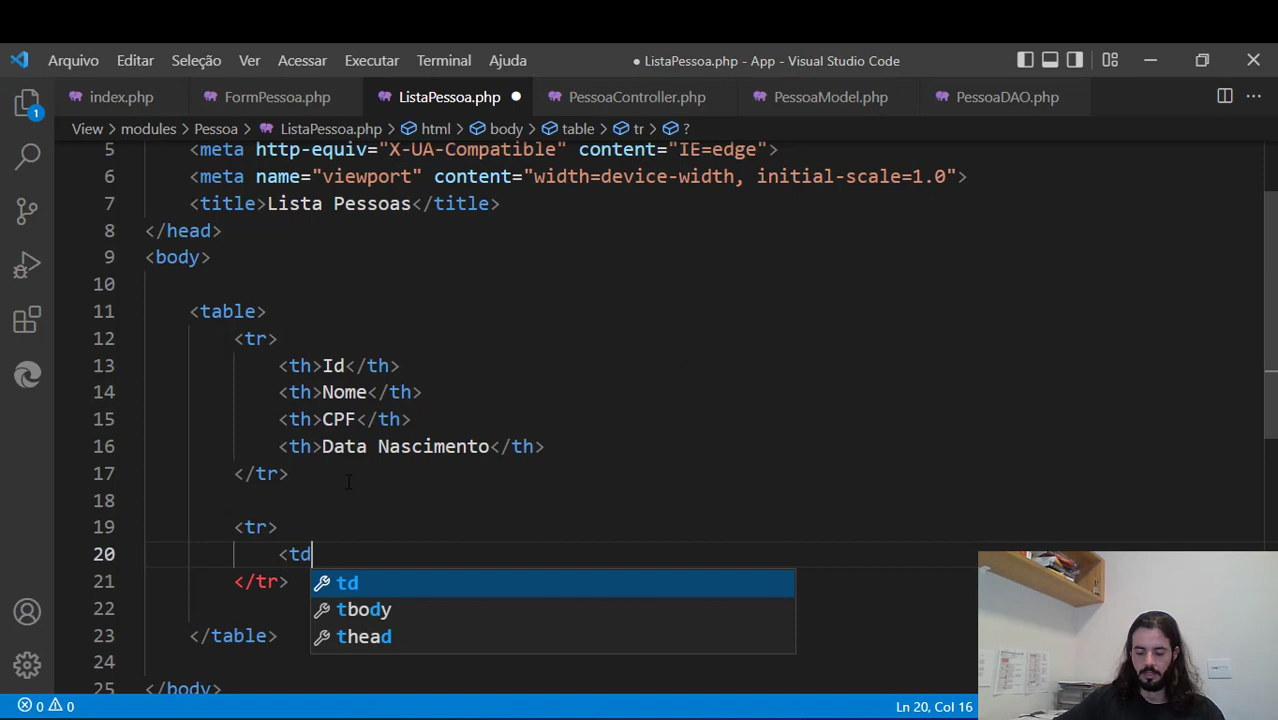 Arquivo Editar Seleção Ver Acessar Executar Terminal Ajuda ● ListaPessoa.php - App - Visual Studio Code
index.php FormPessoa.php ListaPessoa.php ● PessoaController.php PessoaModel.php PessoaDAO.php ···
View > modules > Pessoa > ListaPessoa.php > html > body > table > tr > ?
5 <meta http-equiv="X-UA-Compatible" content="IE=edge">
6 <meta name="viewport" content="width=device-width, initial-scale=1.0">
7 <title>Lista Pessoas</title>
8 </head>
9 <body>
10
11 <table>
12 <tr>
13 <th>Id</th>
14 <th>Nome</th>
15 <th>CPF</th>
16 <th>Data Nascimento</th>
17 </tr>
18
19 <tr>
20 <td
21 </tr>
td
22
tbody
23 </table>
thead
24
25 </body>
1
0 0 Ln 20, Col 16